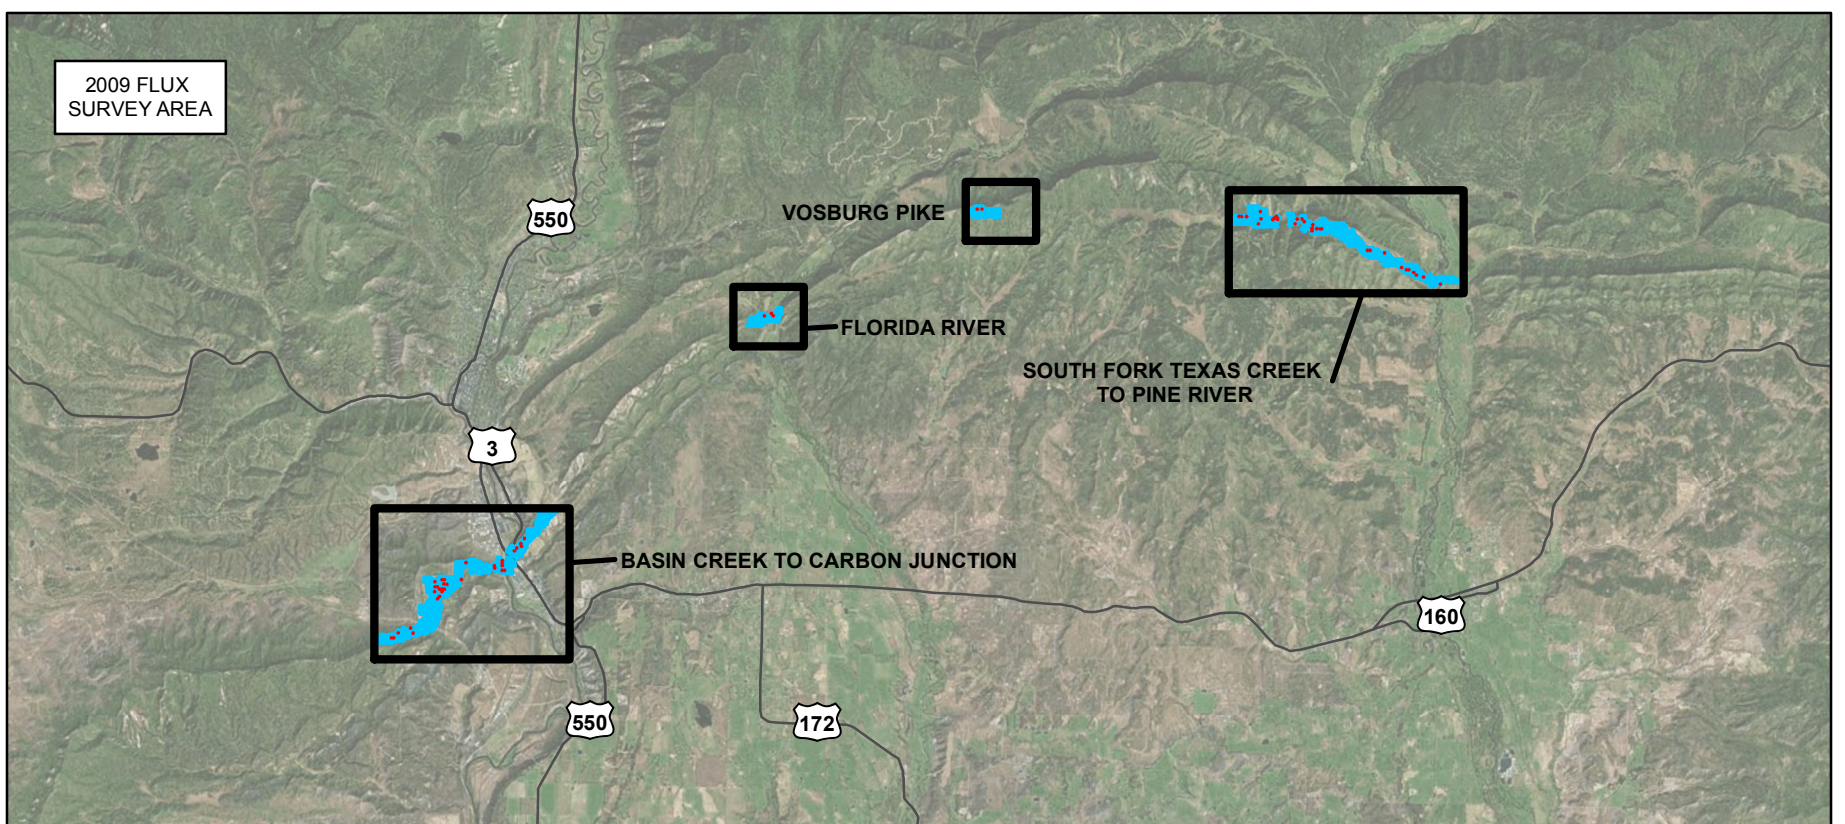 2009 FLUX
SURVEY AREA
550
VOSBURG PIKE
FLORIDA RIVER
SOUTH FORK TEXAS CREEK
TO PINE RIVER
3
BASIN CREEK TO CARBON JUNCTION
160
550
172